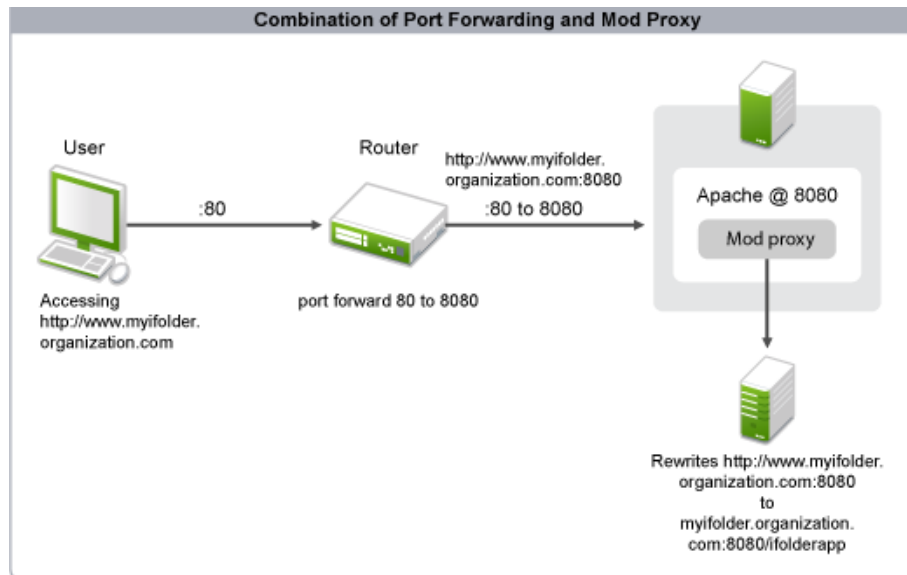 Combination of Port Forwarding and Mod Proxy
User
:80
Accessing
http://www.myifolder.
organization.com
Router
port forward 80 to 8080
http://www.myifolder.
organization.com:8080
:80 to 8080
Apache @ 8080
Mod proxy
Rewrites http://www.myifolder.
organization.com:8080
to
myifolder.organization.
com:8080/ifolderapp